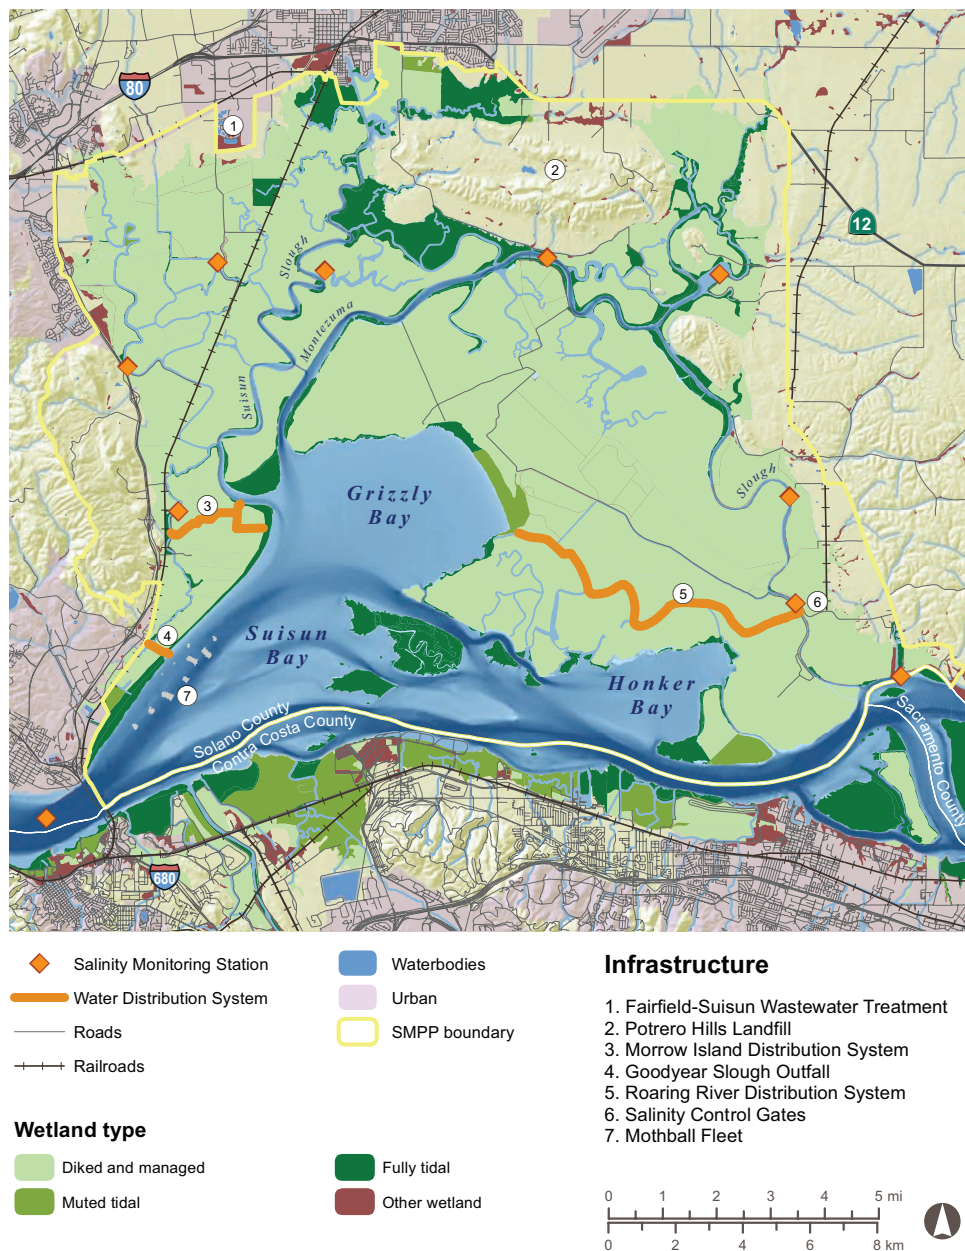 80
1
2
12
Slough
Montezuma
Suisun
Slough
3
Grizzly
Bay
5
6
4
Suisun
Bay
7
Honker
Bay
Solano County
Contra Costa County
Sacramento County
680
Salinity Monitoring Station
Water Distribution System
Roads
Railroads
Waterbodies
Urban
SMPP boundary
Wetland type
Diked and managed
Muted tidal
Fully tidal
Other wetland
Infrastructure
1. Fairfield-Suisun Wastewater Treatment
2. Potrero Hills Landfill
3. Morrow Island Distribution System
4. Goodyear Slough Outfall
5. Roaring River Distribution System
6. Salinity Control Gates
7. Mothball Fleet
0 1 2 3 4 5 mi
0 2 4 6 8 km